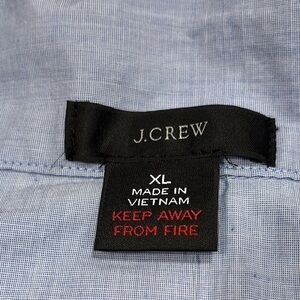 J.CREW
XL
MADE IN
VIETNAM
KEEP AWAY
FROM FIRE